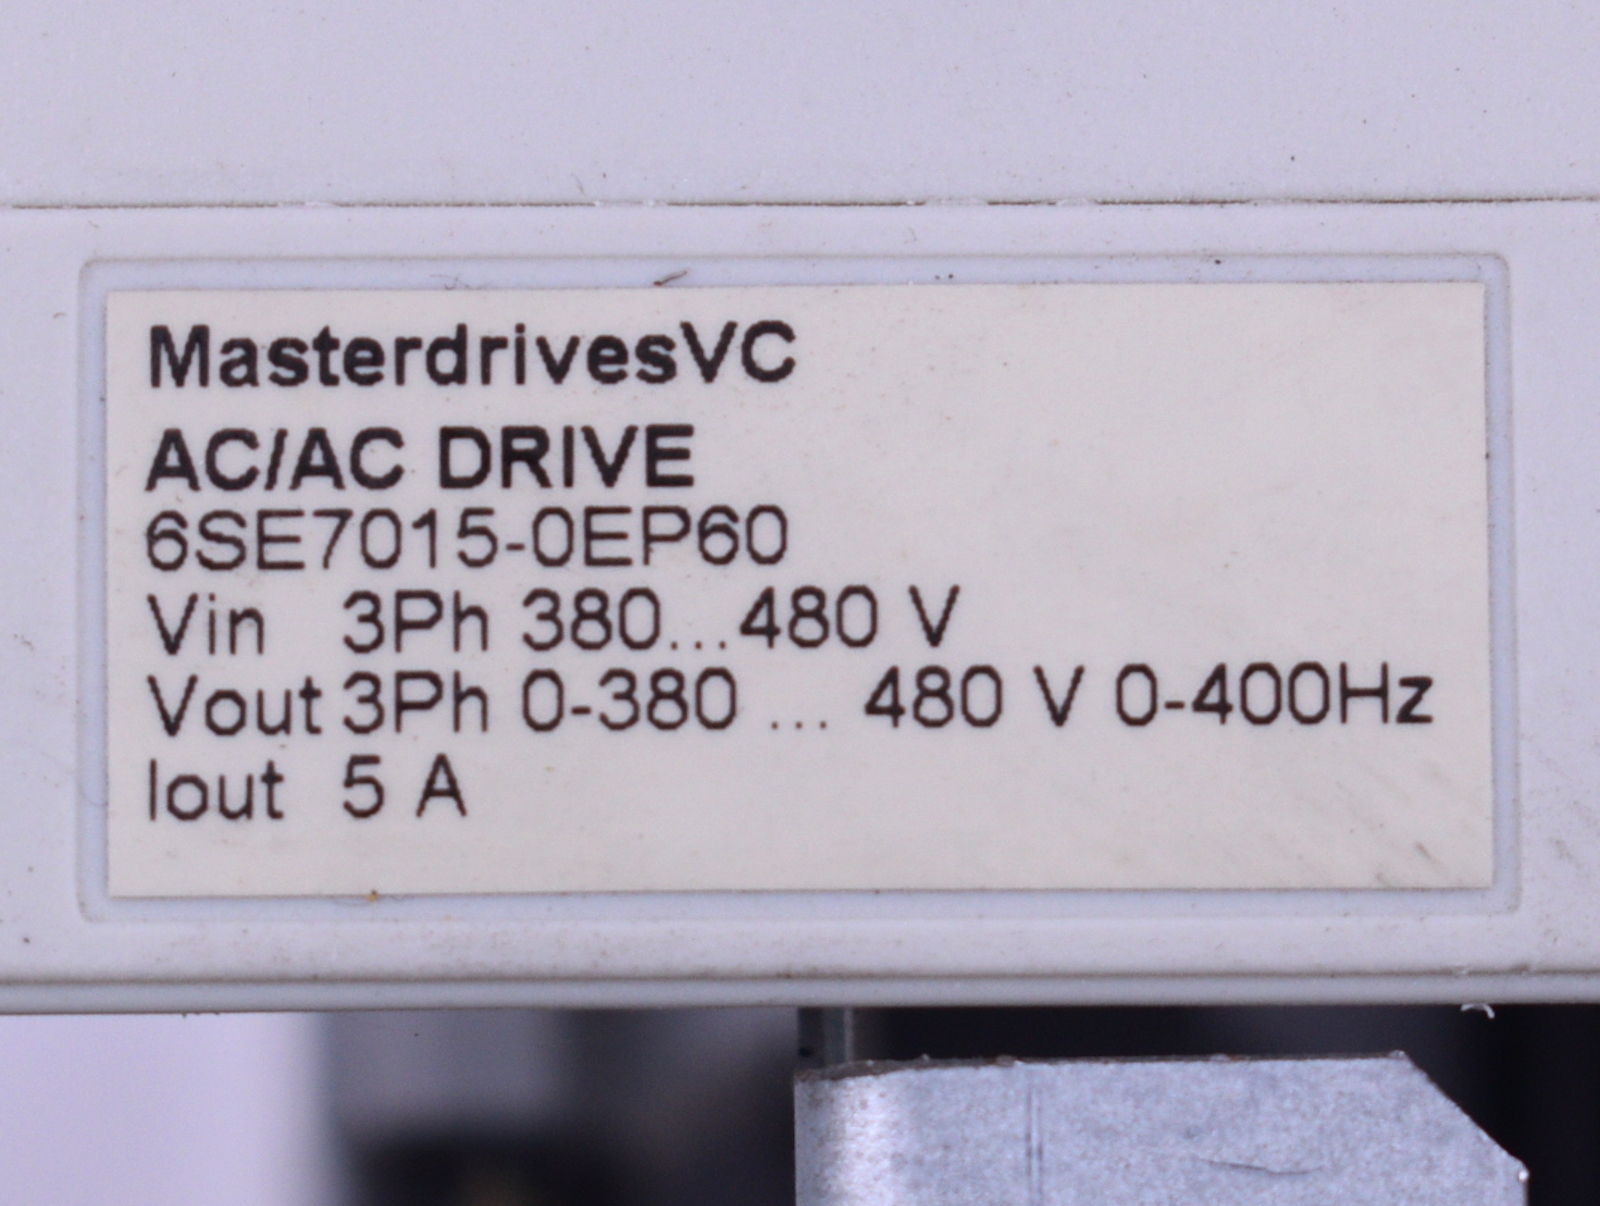 MasterdrivesVC
AC/AC DRIVE
6SE7015-0EP60
Vin 3Ph 380...480 V
Vout 3Ph 0-380 ... 480 V 0-400Hz
Iout 5 A